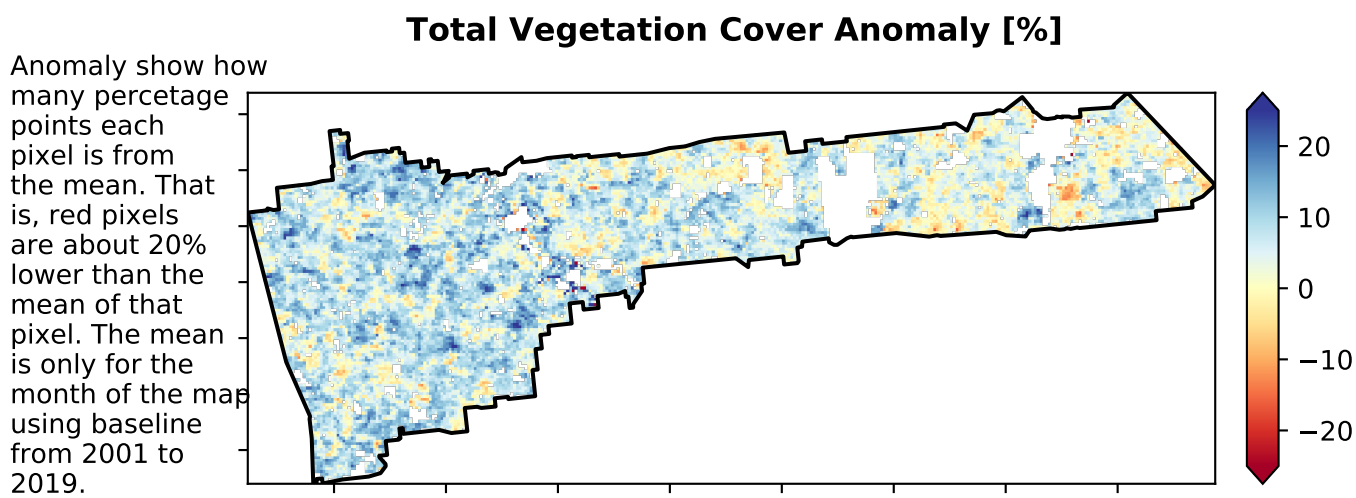 Total Vegetation Cover Anomaly [%]
Anomaly show how
many percetage
points each
pixel is from
the mean. That
is, red pixels
are about 20%
lower than the
mean of that
pixel. The mean
is only for the
month of the map
using baseline
from 2001 to
2019.
20
10
0
−10
−20